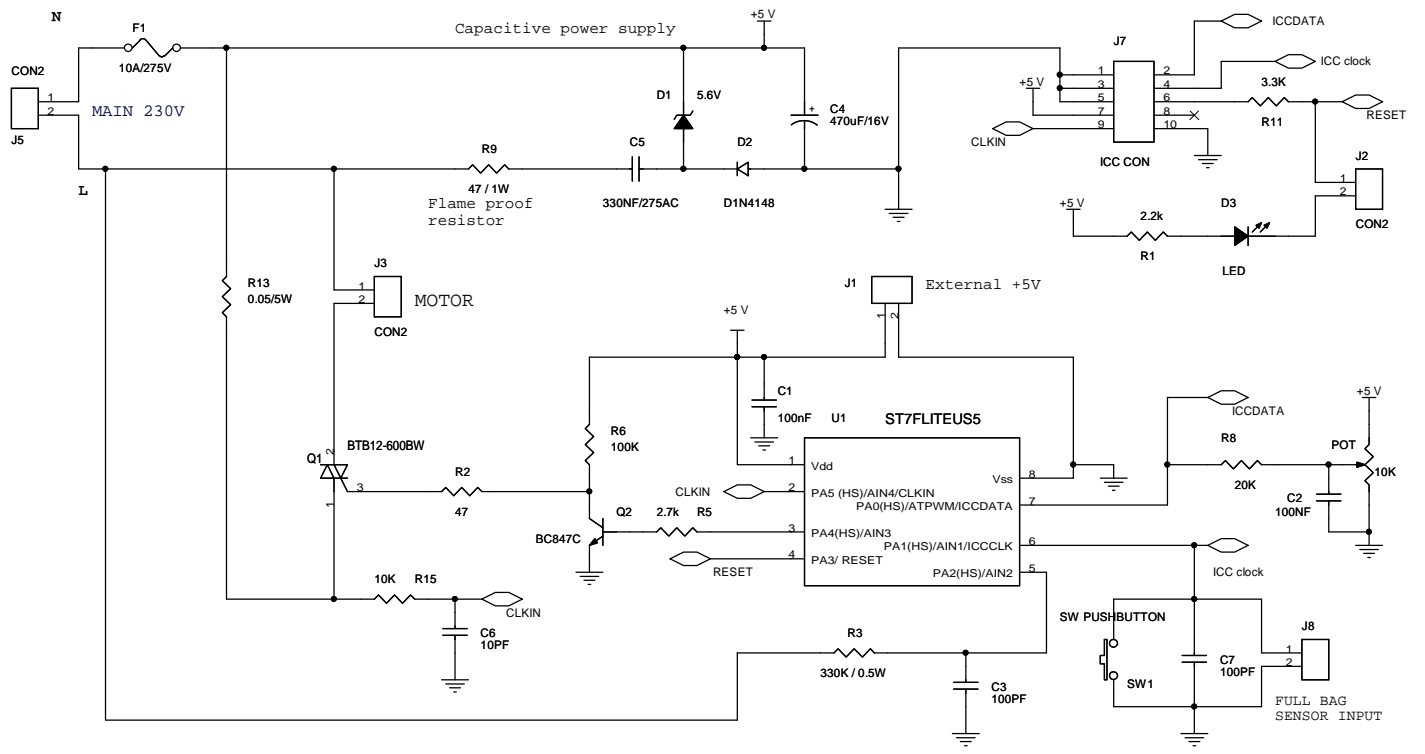 N
F1
10A/275V
CON2
1
2
J5
MAIN 230V
L
Capacitive power supply
+5 V
D1
5.6V
C4
+
470uF/16V
R9
47 / 1W
Flame proof
resistor
C5
330NF/275AC
D2
D1N4148
J7
1
2
3
4
5
6
7
8
9
10
ICC CON
+5 V
CLKIN
ICCDATA
ICC clock
3.3K
R11
RESET
J2
1
2
CON2
+5 V
2.2k
R1
D3
LED
R13
0.05/5W
J3
1
2
CON2
MOTOR
J1
1
2
External +5V
+5 V
C1
100nF
U1
ST7FLITEUS5
R6
100K
BTB12-600BW
Q1
2
3
1
R2
47
Q2
BC847C
2.7k
R5
CLKIN
RESET
1
Vdd
2
PA5 (HS)/AIN4/CLKIN
3
PA4(HS)/AIN3
4
PA3/ RESET
Vss
8
PA0(HS)/ATPWM/ICCDATA
7
PA1(HS)/AIN1/ICCCLK
6
PA2(HS)/AIN2
5
ICCDATA
R8
20K
+5 V
POT
10K
C2
100NF
ICC clock
10K
R15
CLKIN
C6
10PF
R3
330K / 0.5W
C3
100PF
SW PUSHBUTTON
SW1
C7
100PF
J8
1
2
FULL BAG
SENSOR INPUT